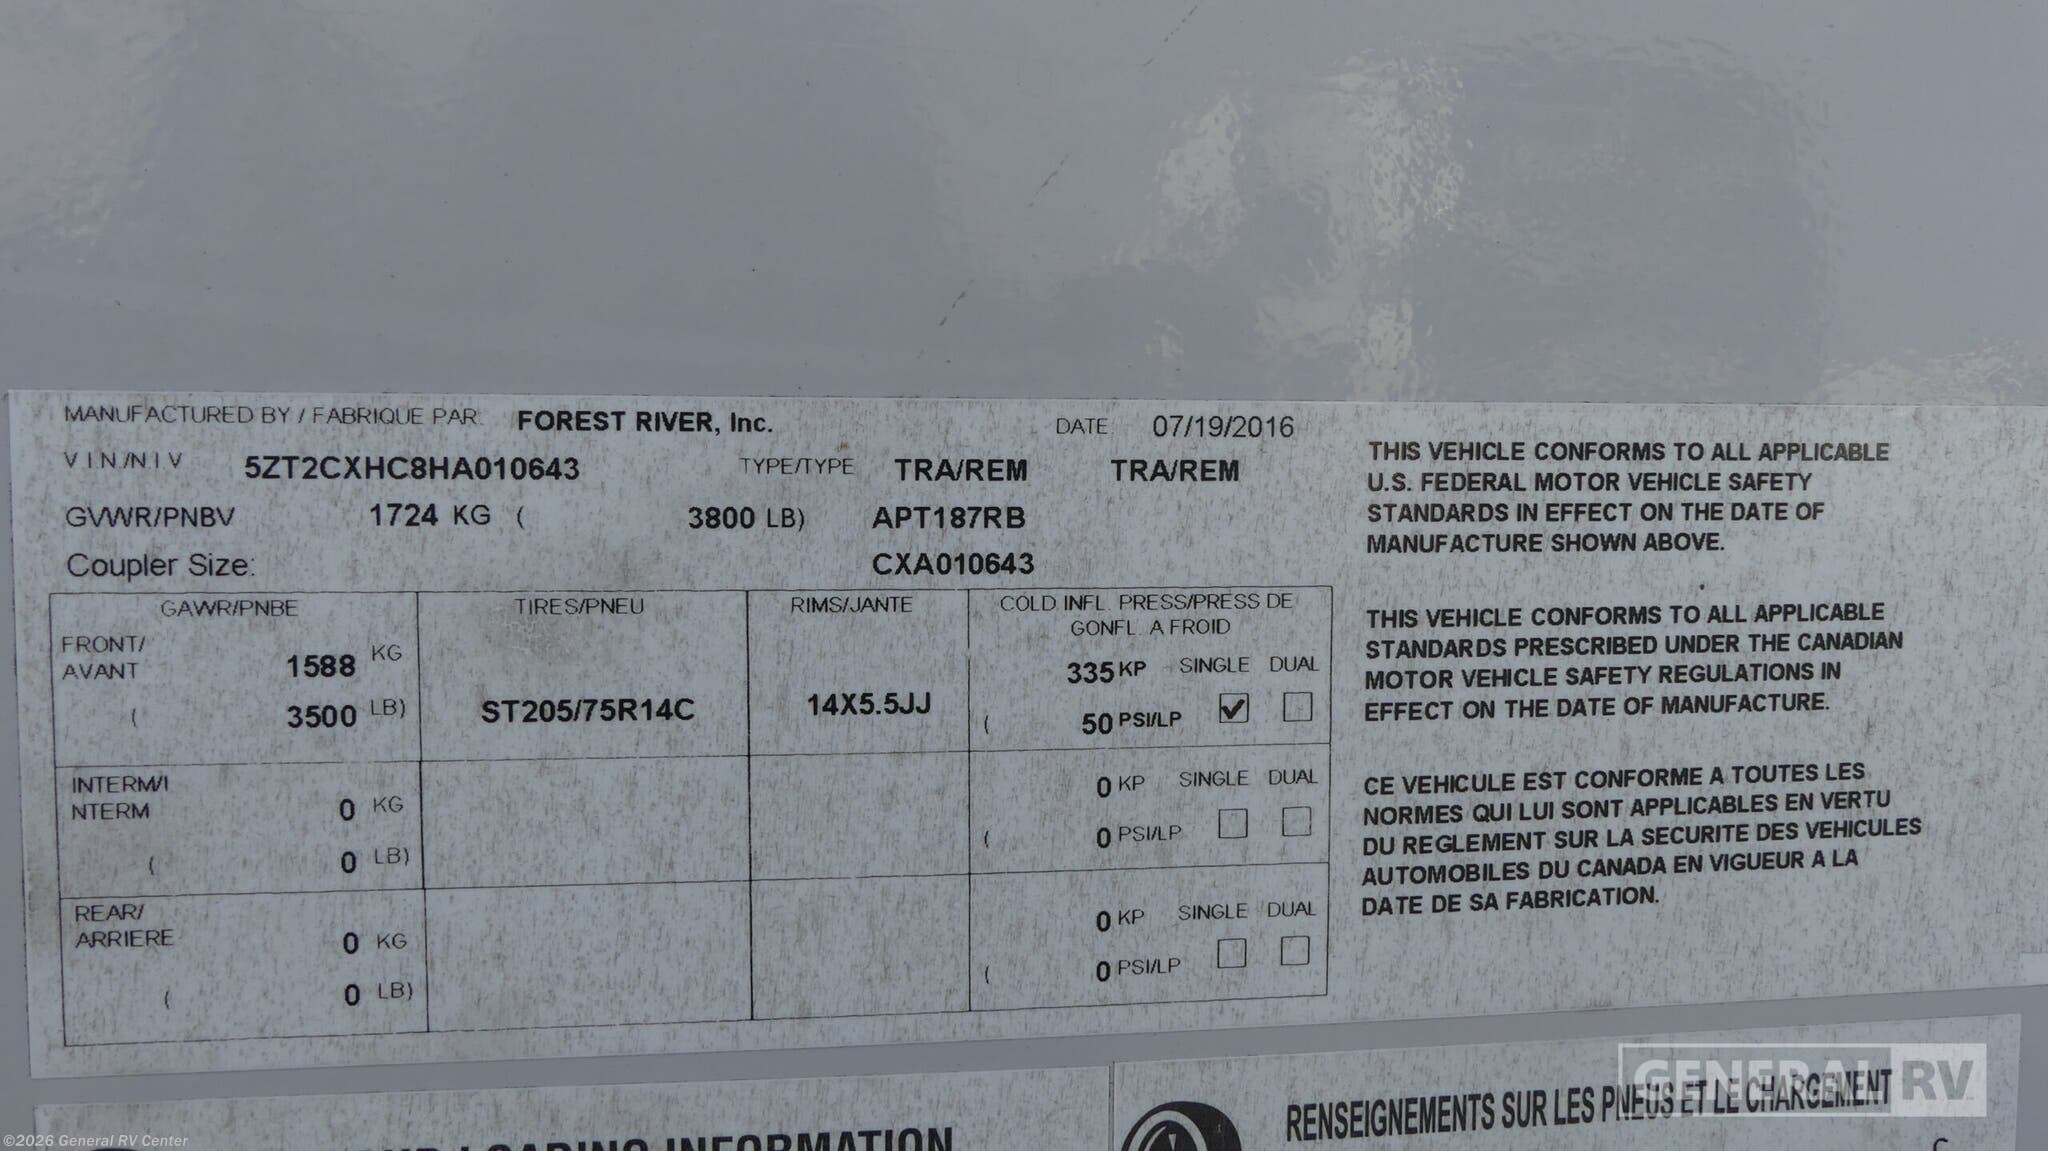 MANUFACTURED BY / FABRIQUE PAR: FOREST RIVER, Inc. DATE 07/19/2016
V I N /N I V 5ZT2CXHC8HA010643 TYPE/TYPE TRA/REM TRA/REM
GVWR/PNBV 1724 KG ( 3800 LB) APT187RB
Coupler Size: CXA010643
GAWR/PNBE TIRES/PNEU RIMS/JANTE COLD INFL. PRESS/PRESS DE
GONFL. A FROID
FRONT/
AVANT 1588 KG 335 KP SINGLE DUAL
( 3500 LB) ST205/75R14C 14X5.5JJ ( 50 PSI/LP
INTERM/I
NTERM 0 KG 0 KP SINGLE DUAL
( 0 LB) ( 0 PSI/LP
REAR/
ARRIERE 0 KG 0 KP SINGLE DUAL
( 0 LB) ( 0 PSI/LP
THIS VEHICLE CONFORMS TO ALL APPLICABLE
U.S. FEDERAL MOTOR VEHICLE SAFETY
STANDARDS IN EFFECT ON THE DATE OF
MANUFACTURE SHOWN ABOVE.
THIS VEHICLE CONFORMS TO ALL APPLICABLE
STANDARDS PRESCRIBED UNDER THE CANADIAN
MOTOR VEHICLE SAFETY REGULATIONS IN
EFFECT ON THE DATE OF MANUFACTURE.
CE VEHICULE EST CONFORME A TOUTES LES
NORMES QUI LUI SONT APPLICABLES EN VERTU
DU REGLEMENT SUR LA SECURITE DES VEHICULES
AUTOMOBILES DU CANADA EN VIGUEUR A LA
DATE DE SA FABRICATION.
LOADING INFORMATION
RENSEIGNEMENTS SUR LES PNEUS ET LE CHARGEMENT
GENERAL RV
©2026 General RV Center